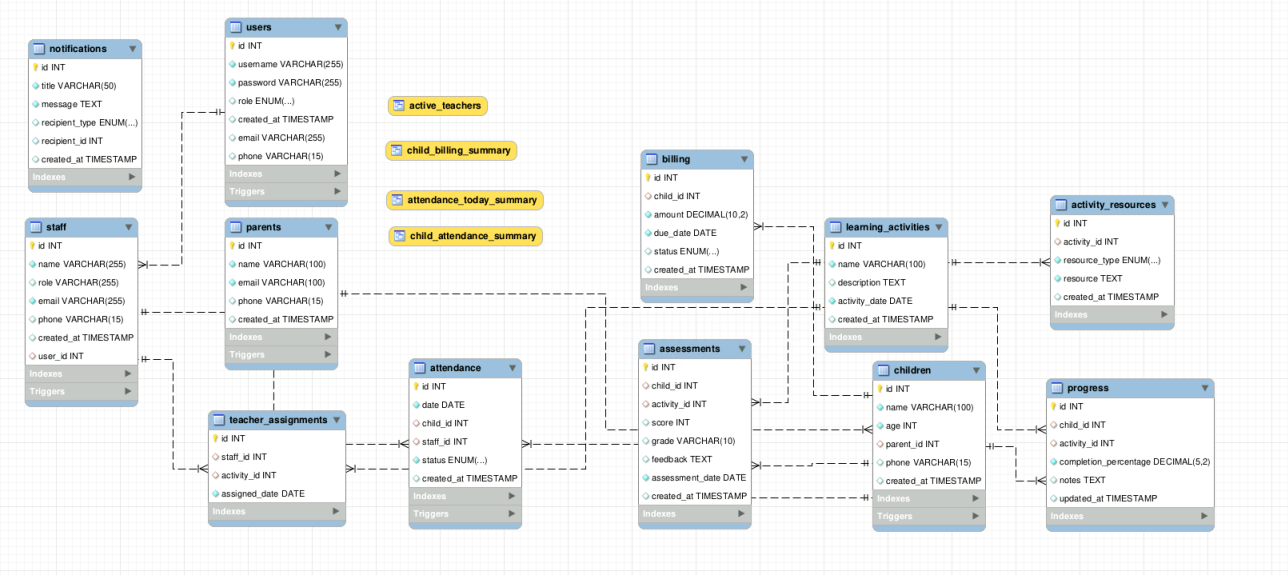 notifications
id INT
title VARCHAR(50)
message TEXT
recipient_type ENUM(...)
recipient_id INT
created_at TIMESTAMP
Indexes
users
id INT
username VARCHAR(255)
password VARCHAR(255)
role ENUM(...)
created_at TIMESTAMP
email VARCHAR(255)
phone VARCHAR(15)
Indexes
Triggers
active_teachers
child_billing_summary
attendance_today_summary
child_attendance_summary
staff
id INT
name VARCHAR(255)
role VARCHAR(255)
email VARCHAR(255)
phone VARCHAR(15)
created_at TIMESTAMP
user_id INT
Indexes
Triggers
parents
id INT
name VARCHAR(100)
email VARCHAR(100)
phone VARCHAR(15)
created_at TIMESTAMP
Indexes
Triggers
teacher_assignments
id INT
staff_id INT
activity_id INT
assigned_date DATE
Indexes
attendance
id INT
date DATE
child_id INT
staff_id INT
status ENUM(...)
created_at TIMESTAMP
Indexes
Triggers
billing
id INT
child_id INT
amount DECIMAL(10,2)
due_date DATE
status ENUM(...)
created_at TIMESTAMP
Indexes
assessments
id INT
child_id INT
activity_id INT
score INT
grade VARCHAR(10)
feedback TEXT
assessment_date DATE
created_at TIMESTAMP
Indexes
learning_activities
id INT
name VARCHAR(100)
description TEXT
activity_date DATE
created_at TIMESTAMP
Indexes
children
id INT
name VARCHAR(100)
age INT
parent_id INT
phone VARCHAR(15)
created_at TIMESTAMP
Indexes
Triggers
activity_resources
id INT
activity_id INT
resource_type ENUM(...)
resource TEXT
created_at TIMESTAMP
Indexes
progress
id INT
child_id INT
activity_id INT
completion_percentage DECIMAL(5,2)
notes TEXT
updated_at TIMESTAMP
Indexes